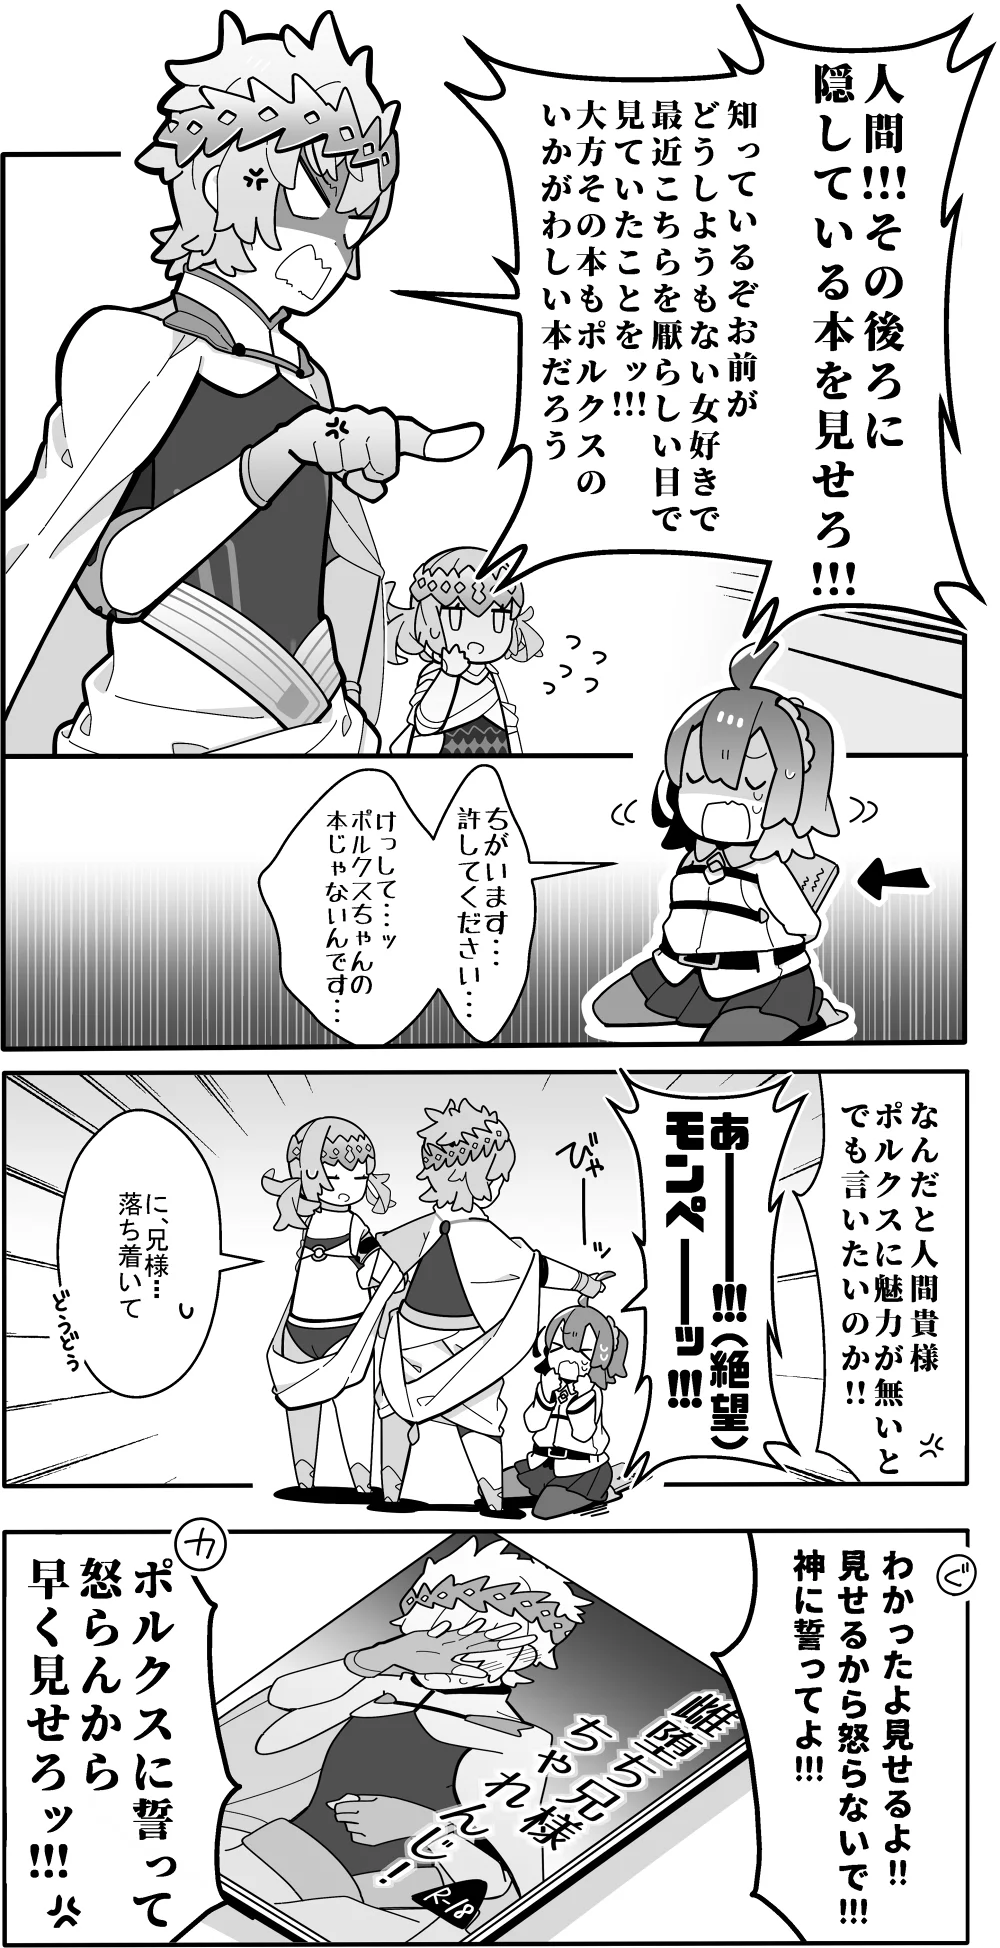 人間!!!その後ろに
隠している本を見せろ!!!
知っているぞお前が
どうしようもない女好きで
最近こちらを厭らしい目で
見ていたことをッ!!!
大方その本もポルクスの
いかがわしい本だろう
ちがいます…
許してください…
けっして…ッ
ポルクスちゃんの
本じゃないんです…
なんだと人間貴様
ポルクスに魅力が無いと
でも言いたいのか!!
あ━━━!!!(絶望)
モンペ━━ッ!!!
びゃーーッ
に、兄様…
落ち着いて
どうどう
ぐ
わかったよ見せるよ!!
見せるから怒らないで!!!
神に誓ってよ!!!
雌堕ち兄様
ちゃれんじ!
R-18
カ
ポルクスに誓って
怒らんから
早く見せろッ!!!